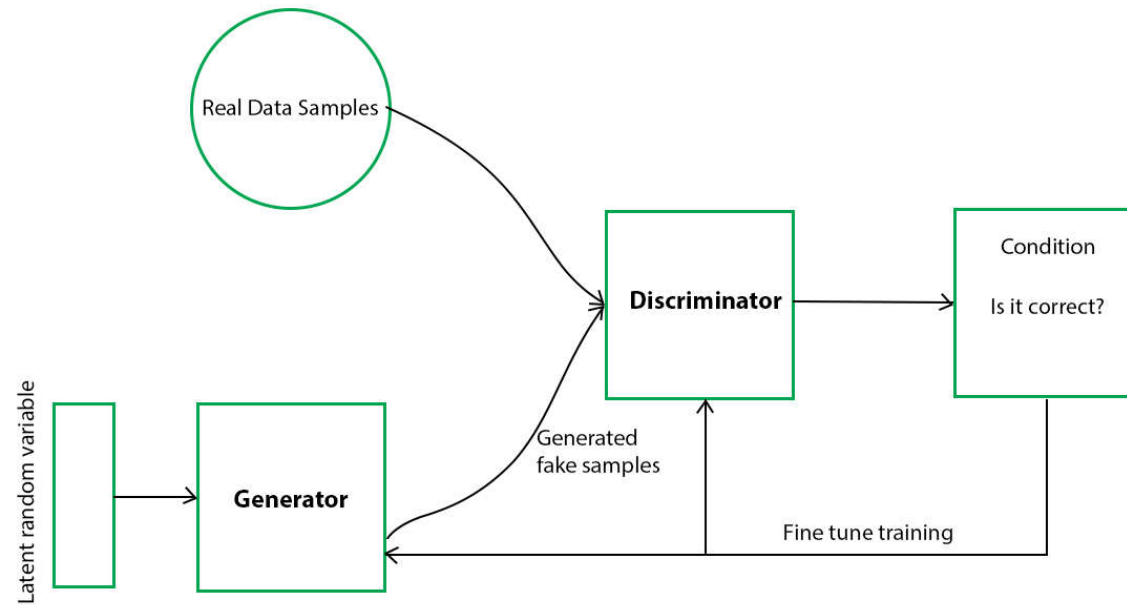 Real Data Samples
Discriminator
Condition
Is it correct?
Latent random variable
Generator
Generated
fake samples
Fine tune training